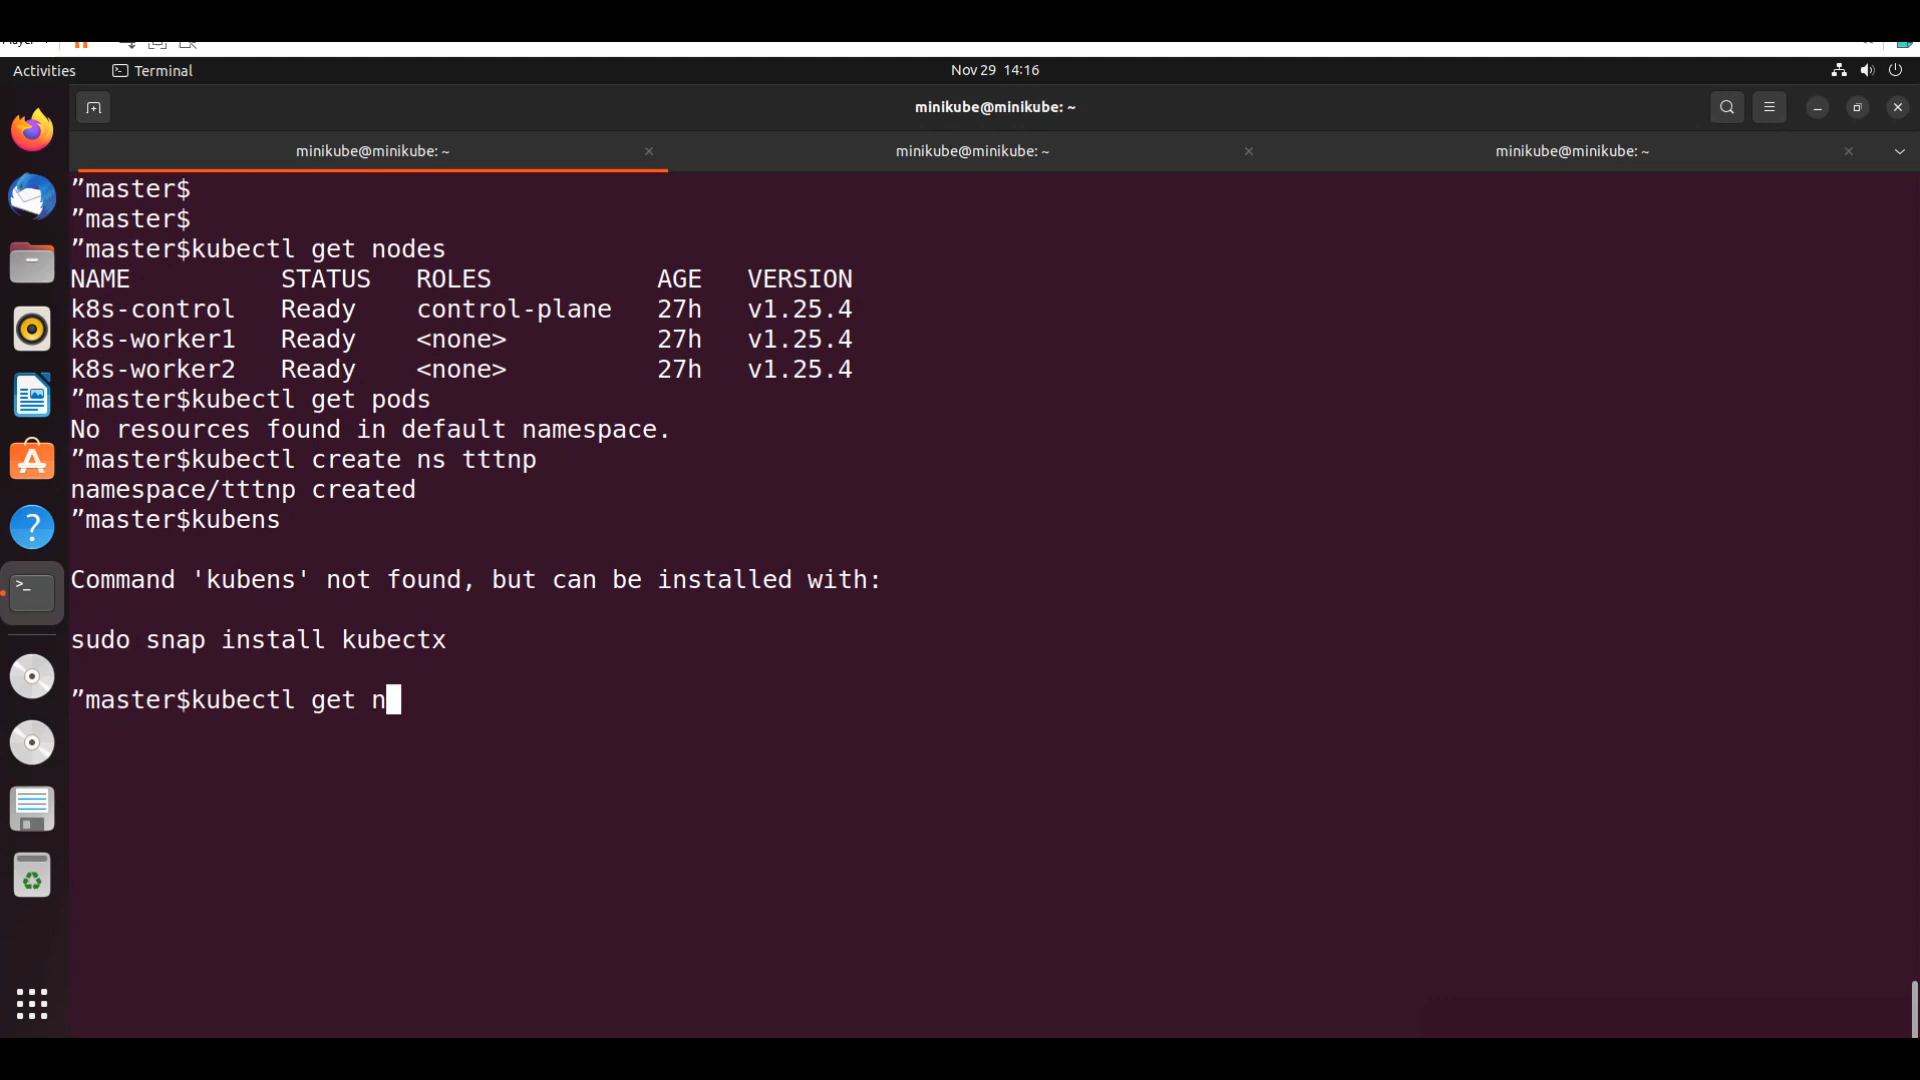 Activities
Terminal
Nov 29 14:16
minikube@minikube: ~
minikube@minikube: ~
minikube@minikube: ~
minikube@minikube: ~
”master$
”master$
”master$kubectl get nodes
NAME STATUS ROLES AGE VERSION
k8s-control Ready control-plane 27h v1.25.4
k8s-worker1 Ready <none> 27h v1.25.4
k8s-worker2 Ready <none> 27h v1.25.4
”master$kubectl get pods
No resources found in default namespace.
”master$kubectl create ns tttnp
namespace/tttnp created
”master$kubens
Command 'kubens' not found, but can be installed with:
sudo snap install kubectx
”master$kubectl get n